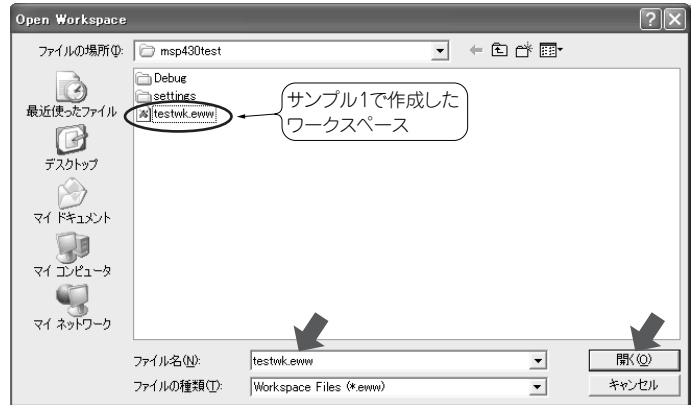 Open Workspace
ファイルの場所(I):
msp430test
Debug
settings
testwk.eww
サンプル1で作成した
ワークスペース
最近使ったファイル
デスクトップ
マイ ドキュメント
マイ コンピュータ
マイ ネットワーク
ファイル名(N):
testwk.eww
開く(O)
ファイルの種類(T):
Workspace Files (*.eww)
キャンセル